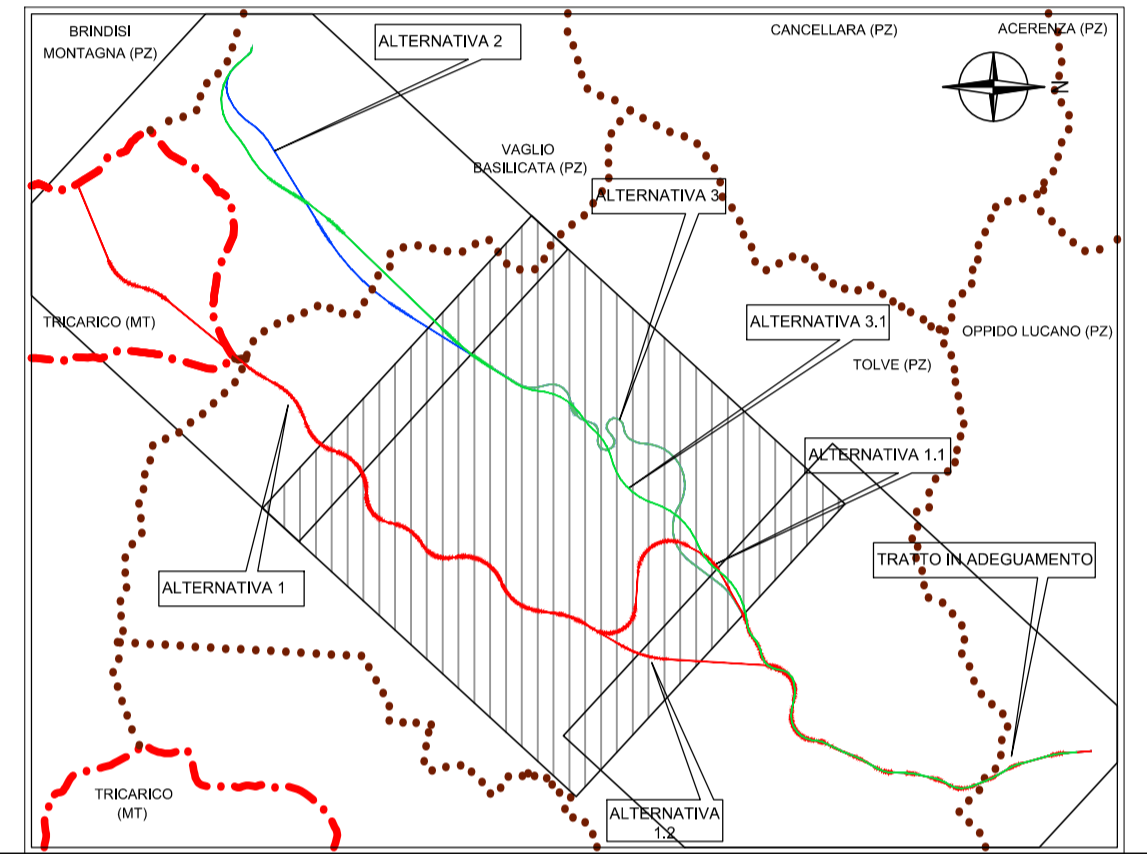 BRINDISI
MONTAGNA (PZ)
ALTERNATIVA 2
CANCELLARA (PZ)
ACERENZA (PZ)
N
VAGLIO
BASILICATA (PZ)
ALTERNATIVA 3
TRICARICO (MT)
ALTERNATIVA 3.1
OPPIDO LUCANO (PZ)
TOLVE (PZ)
ALTERNATIVA 1.1
TRATTO IN ADEGUAMENTO
ALTERNATIVA 1
TRICARICO
(MT)
ALTERNATIVA
1.2